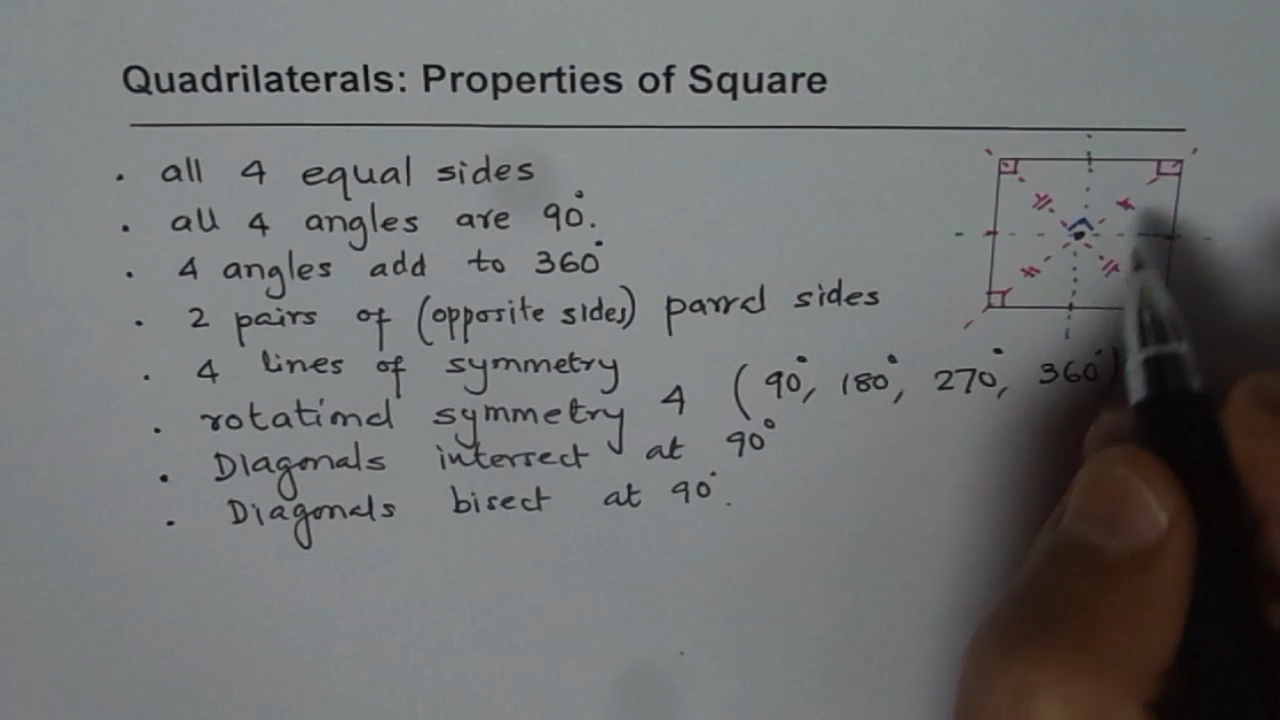 Quadrilaterals: Properties of Square
• all 4 equal sides
• all 4 angles are 90°.
• 4 angles add to 360°
• 2 pairs of (opposite sides) parrel sides
• 4 lines of symmetry
• rotational symmetry 4 (90°, 180°, 270°, 360°)
• Diagonals intersect at 90°
• Diagonals bisect at 90°.